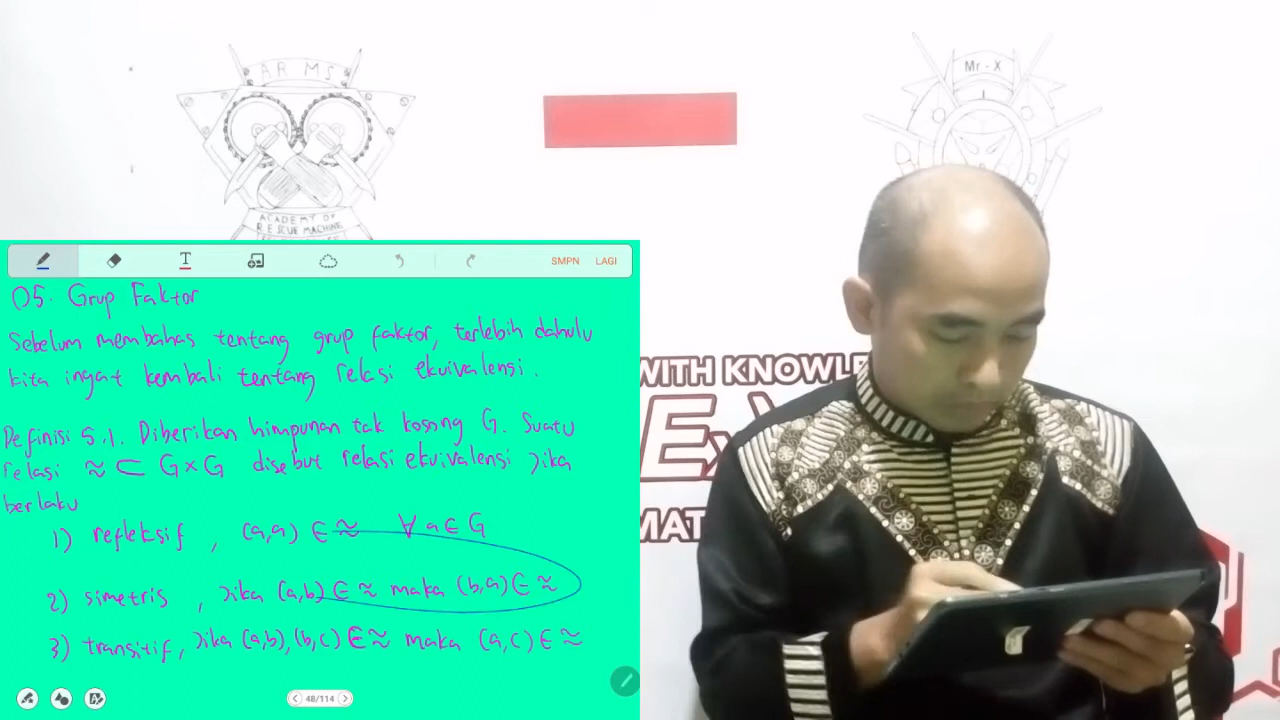 ARMS
ACADEMY OF
RESCUE MACHINE
Mr-X
WITH KNOWL
Ex
MAT
T
SMPN
LAGI
05. Grup Faktor
Sebelum membahas tentang grup faktor, terlebih dahulu
kita ingat kembali tentang relasi ekuivalensi.
Definisi 5.1. Diberikan himpunan tak kosong G. Suatu
relasi ≈ ⊂ G×G disebut relasi ekuivalensi jika
berlaku
1) refleksif, (a,a) ∈ ≈ ∀ a ∈ G
2) simetris, jika (a,b) ∈ ≈ maka (b,a) ∈ ≈
3) transitif, jika (a,b), (b,c) ∈ ≈ maka (a,c) ∈ ≈
48/114